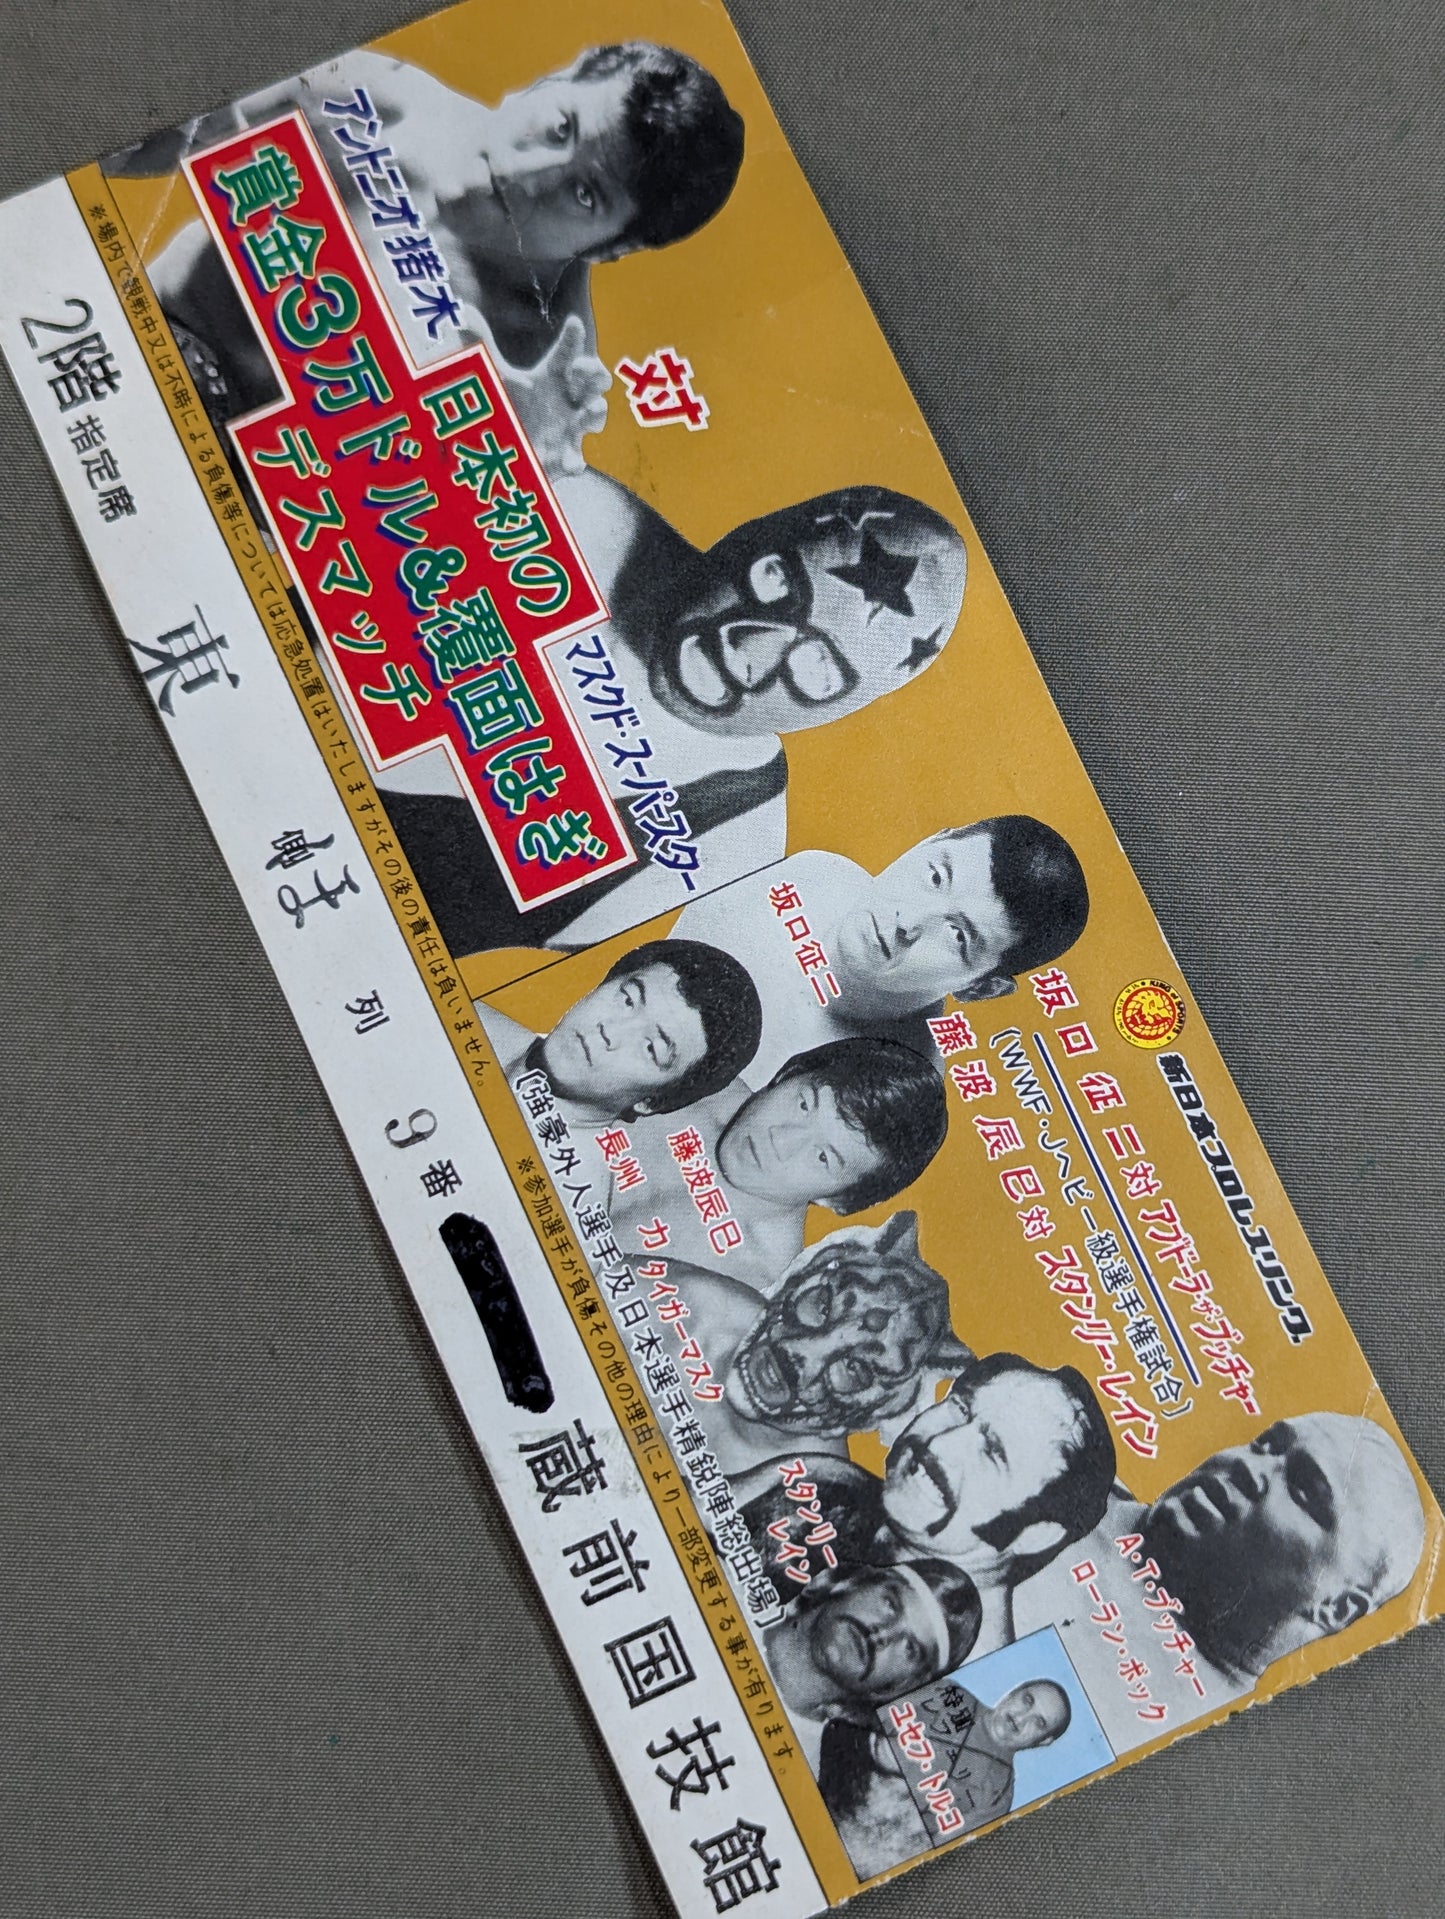 アントニオ猪木
対
マスクド・スーパースター
日本初の
賞金3万ドル&覆面はぎ
デスマッチ
KING of SPORTS
新日本プロレスリング
坂口征二対アブドーラ・ザ・ブッチャー
(WWF・Jヘビー級選手権試合)
藤波辰巳対スタンリー・レイン
坂口征二
藤波辰巳
長州 力
タイガーマスク
スタンリー
レイン
A・T・ブッチャー
ローラン・ボック
特別
レフェリー
ユセフ・トルコ
〔強豪外人選手及日本選手精鋭陣総出場〕
※場内で観戦中又は不時による負傷等については応急処置はいたしますがその後の責任は負いません。
※参加選手が負傷その他の理由により一部変更する事が有ります。
2階 指定席 東 側 列 9番
蔵前国技館